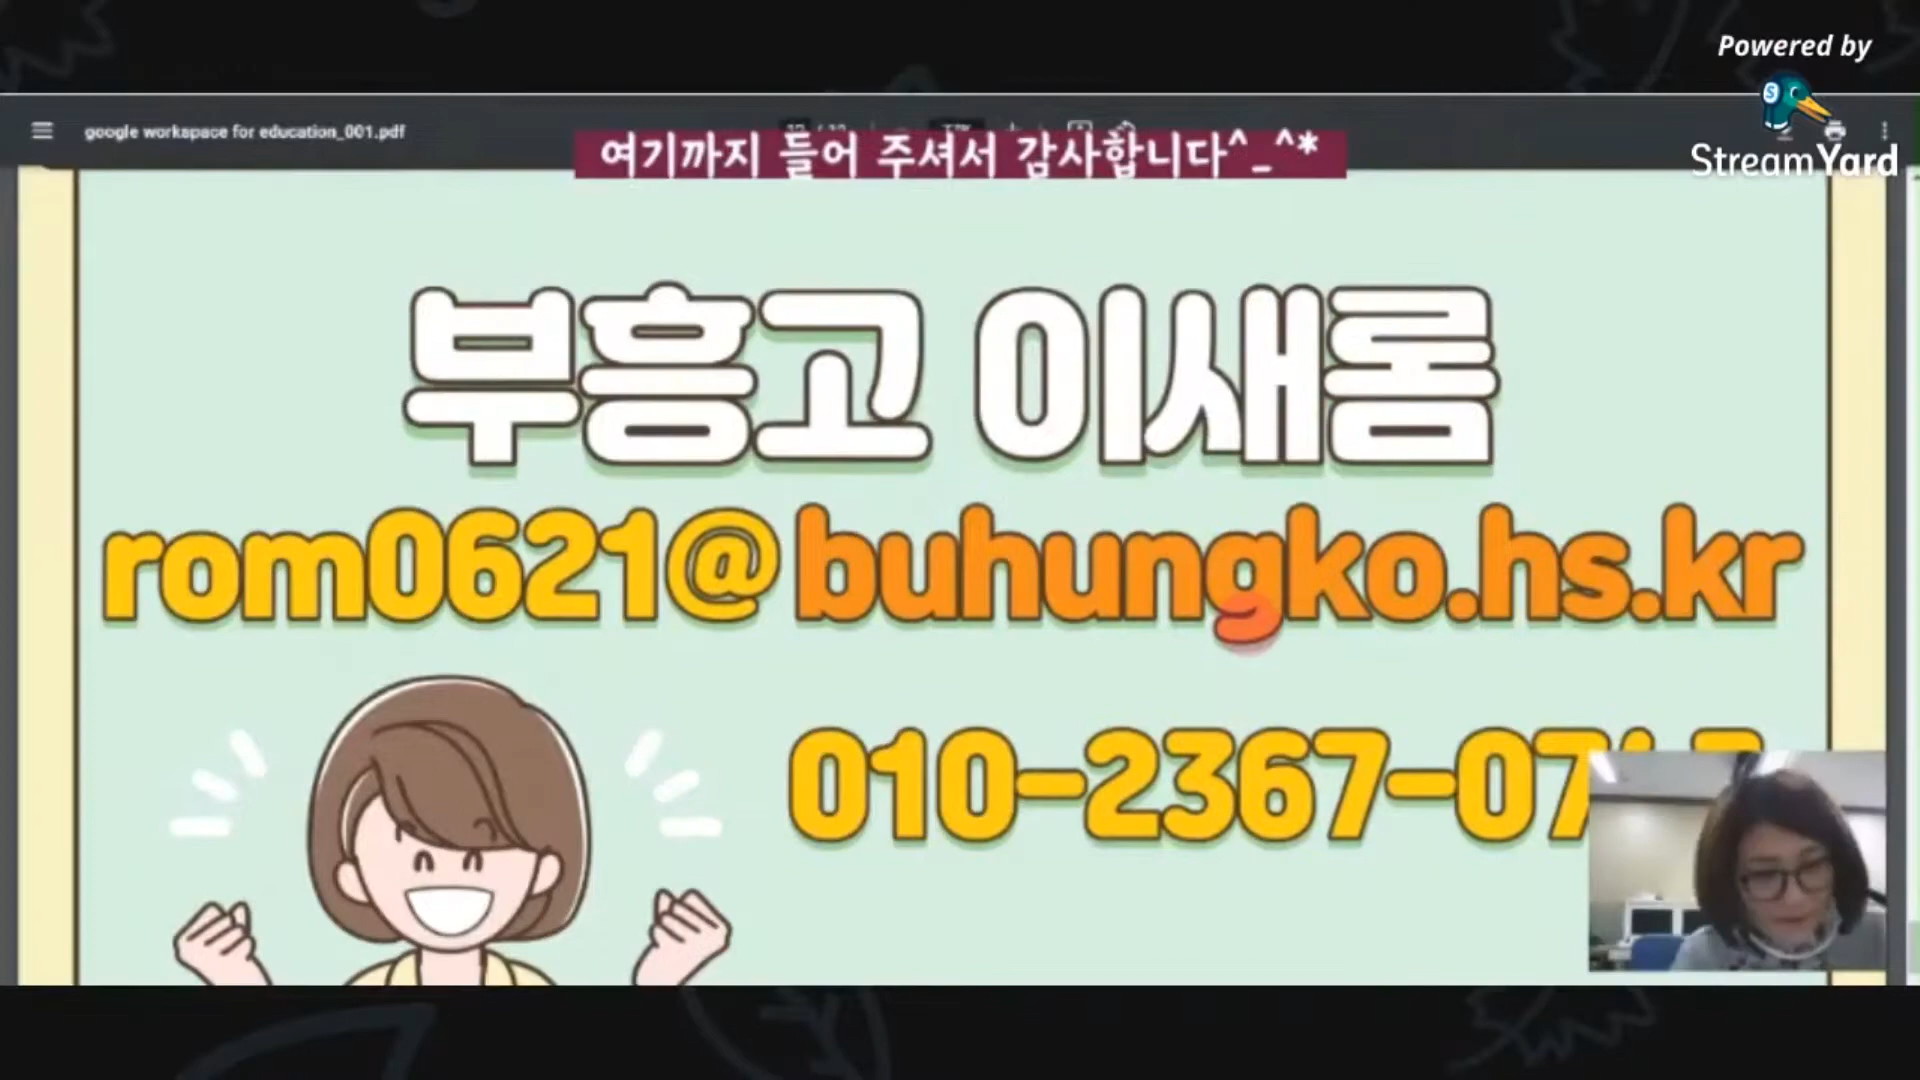 Powered by
StreamYard
google workspace for education_001.pdf
여기까지 들어 주셔서 감사합니다^_^*
부흥고 이새롬
rom0621@buhungko.hs.kr
010-2367-07